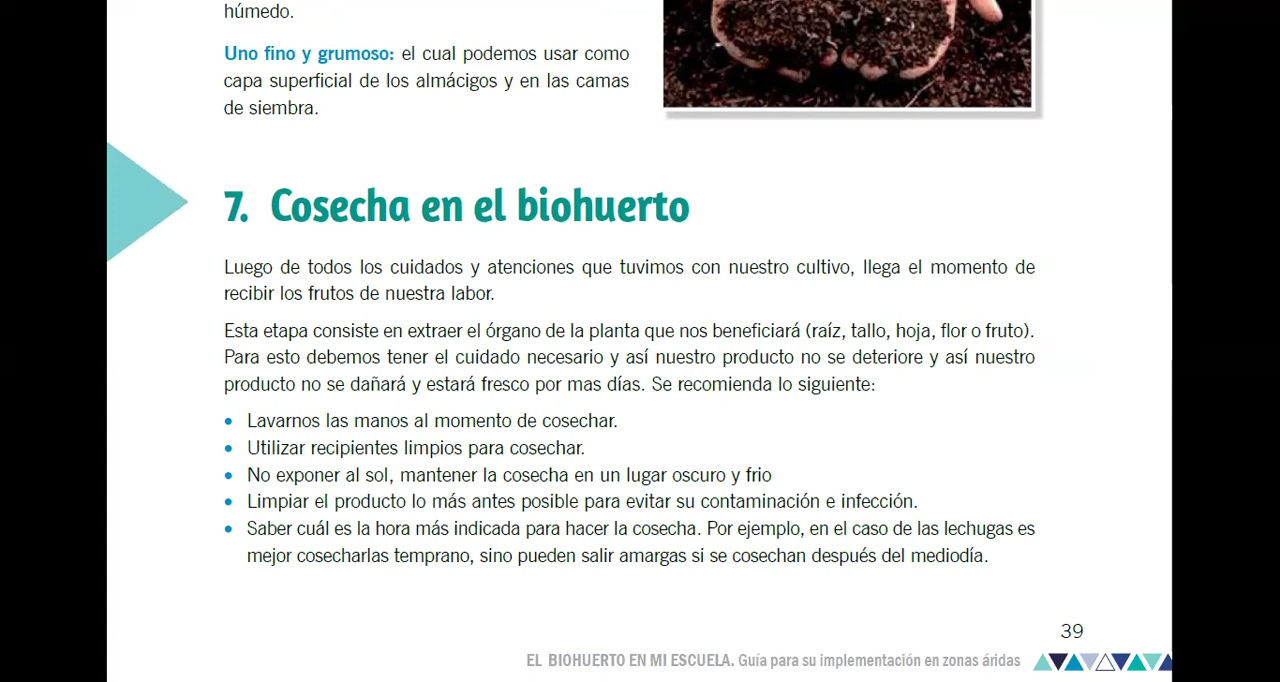 húmedo.
Uno fino y grumoso: el cual podemos usar como
capa superficial de los almácigos y en las camas
de siembra.
7. Cosecha en el biohuerto
Luego de todos los cuidados y atenciones que tuvimos con nuestro cultivo, llega el momento de
recibir los frutos de nuestra labor.
Esta etapa consiste en extraer el órgano de la planta que nos beneficiará (raíz, tallo, hoja, flor o fruto).
Para esto debemos tener el cuidado necesario y así nuestro producto no se deteriore y así nuestro
producto no se dañará y estará fresco por mas días. Se recomienda lo siguiente:
• Lavarnos las manos al momento de cosechar.
• Utilizar recipientes limpios para cosechar.
• No exponer al sol, mantener la cosecha en un lugar oscuro y frio
• Limpiar el producto lo más antes posible para evitar su contaminación e infección.
• Saber cuál es la hora más indicada para hacer la cosecha. Por ejemplo, en el caso de las lechugas es
mejor cosecharlas temprano, sino pueden salir amargas si se cosechan después del mediodía.
39
EL BIOHUERTO EN MI ESCUELA. Guía para su implementación en zonas áridas